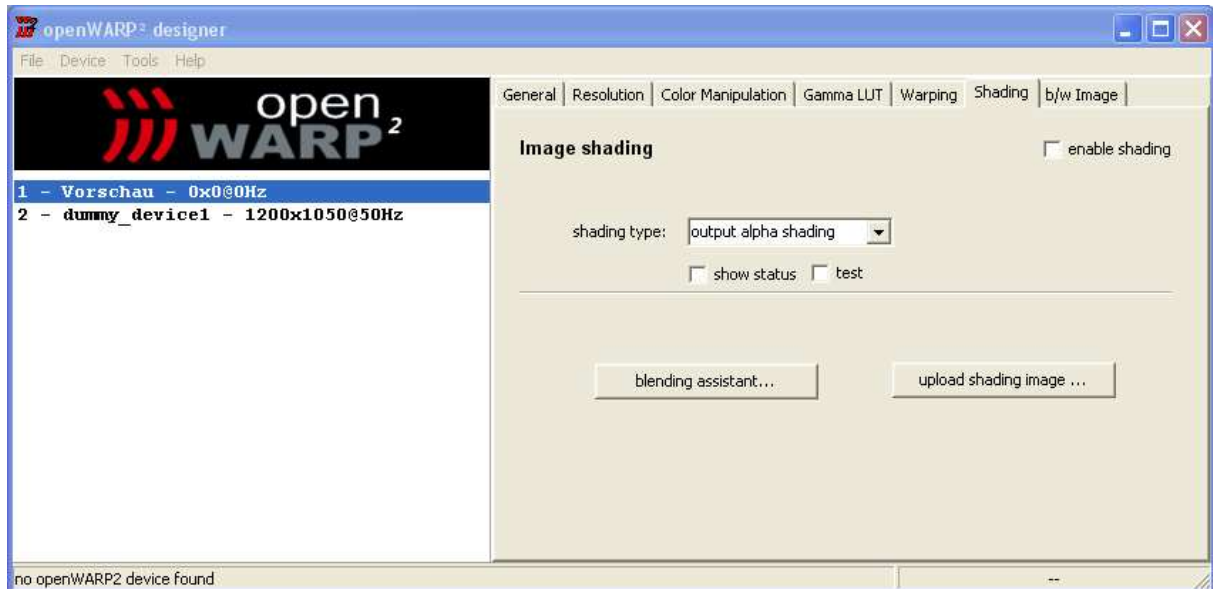 openWARP² designer
File Device Tools Help
open
WARP²
General Resolution Color Manipulation Gamma LUT Warping Shading b/w Image
Image shading
enable shading
1 - Vorschau - 0x0@0Hz
2 - dummy_device1 - 1200x1050@50Hz
shading type: output alpha shading
show status test
blending assistant... upload shading image ...
no openWARP2 device found --